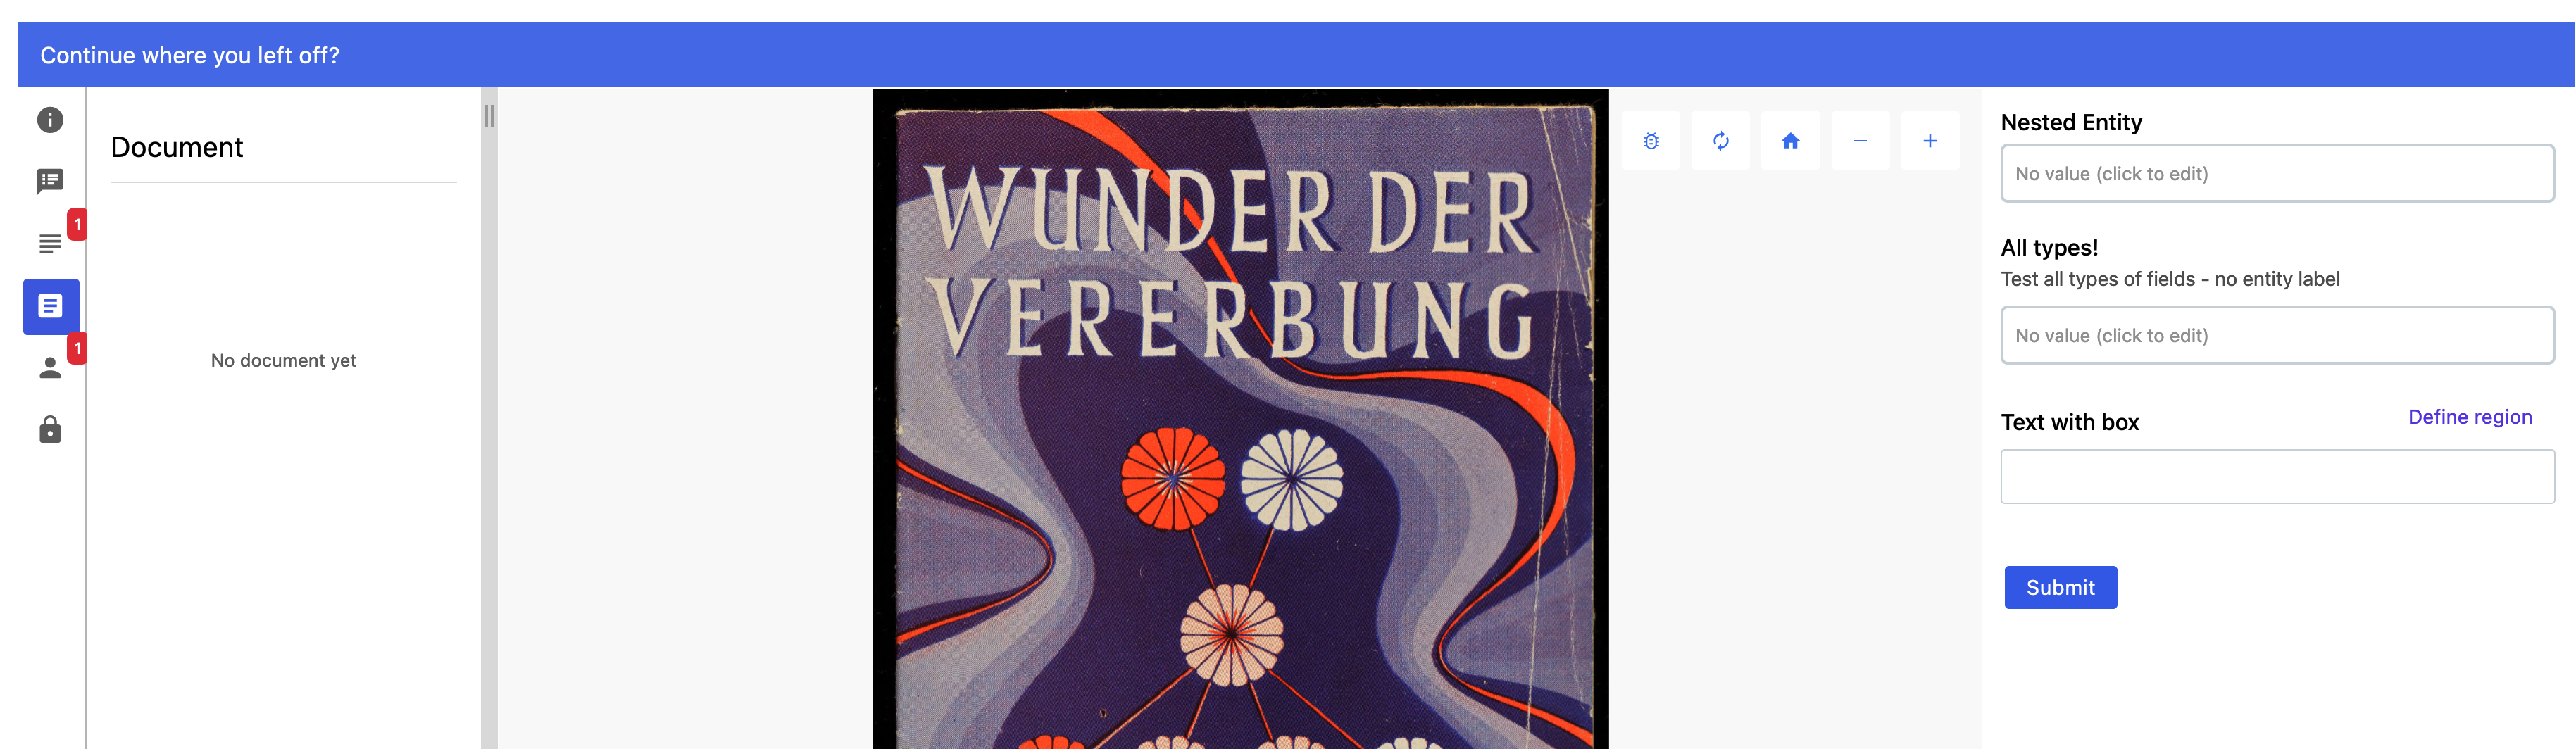 Continue where you left off?
Document
1
No document yet
1
WUNDER DER
VERERBUNG
Nested Entity
No value (click to edit)
All types!
Test all types of fields - no entity label
No value (click to edit)
Text with box
Define region
Submit